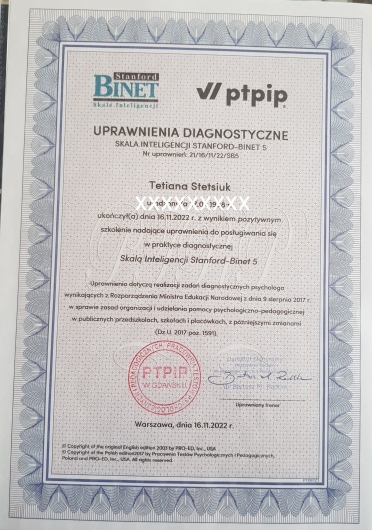 Stanford
BINET
Skala Inteligencji
ptpip
UPRAWNIENIA DIAGNOSTYCZNE
SKALA INTELIGENCJI STANFORD-BINET 5
Nr uprawnień: 21/16/11/22/SB5
Tetiana Stetsiuk
XXXXXXXXX
ukończył(a) dnia 16.11.2022 r. z wynikiem pozytywnym
szkolenie nadające uprawnienia do posługiwania się
w praktyce diagnostycznej
Skalą Inteligencji Stanford-Binet 5
Uprawnienia dotyczą realizacji zadań diagnostycznych psychologa
wynikających z Rozporządzenia Ministra Edukacji Narodowej z dnia 9 sierpnia 2017 r.
w sprawie zasad organizacji i udzielania pomocy psychologiczno-pedagogicznej
w publicznych przedszkolach, szkołach i placówkach, z późniejszymi zmianami
(Dz.U. 2017 poz. 1591).
PTPiP
W GDAŃSKU
Uprawniony trener
Warszawa, dnia 16.11.2022 r.
© Copyright of the original English edition 2003 by PRO-ED, Inc., USA
© Copyright of the Polish edition 2017 by Pracownia Testów Psychologicznych i Pedagogicznych,
Poland and PRO-ED, Inc., USA. All rights reserved.